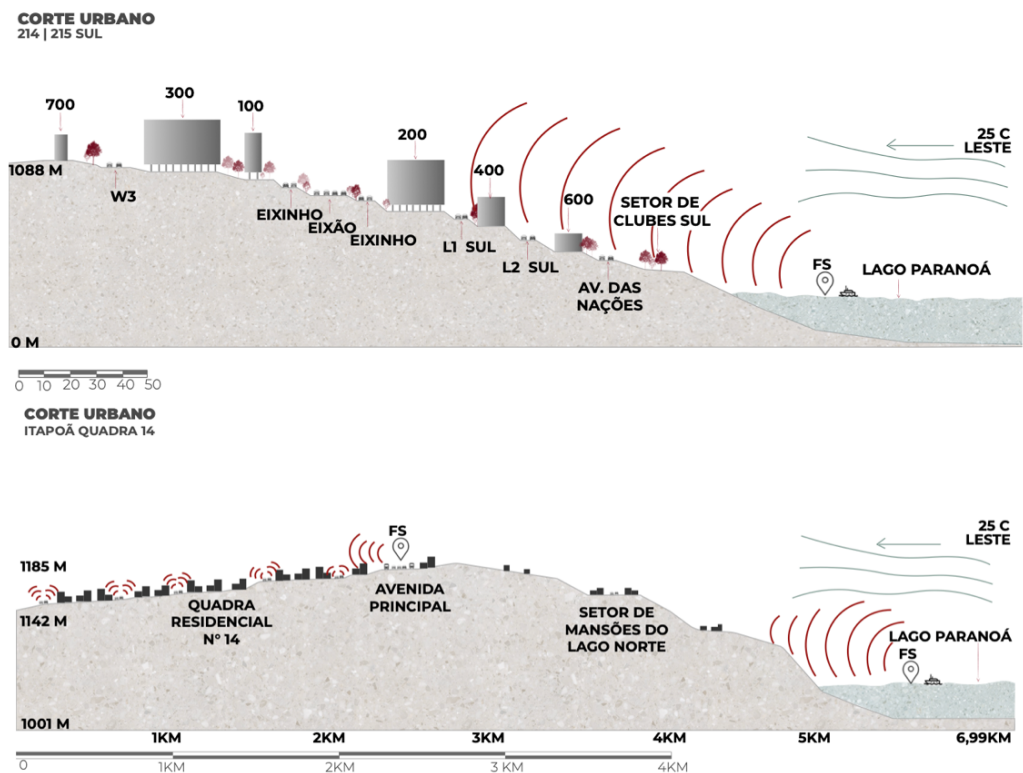 CORTE URBANO
214 | 215 SUL
300
700
100
200
25 C
LESTE
1088 M
400
W3
600
SETOR DE
CLUBES SUL
EIXINHO
EIXÃO
EIXINHO
L1 SUL
L2 SUL
FS
LAGO PARANOÁ
AV. DAS
NAÇÕES
0 M
0 10 20 30 40 50
CORTE URBANO
ITAPOÃ QUADRA 14
FS
25 C
LESTE
1185 M
AVENIDA
PRINCIPAL
QUADRA
RESIDENCIAL
Nº 14
1142 M
SETOR DE
MANSÕES DO
LAGO NORTE
LAGO PARANOÁ
FS
1001 M
1KM 2KM 3KM 4KM 5KM 6,99KM
0 1KM 2KM 3 KM 4KM